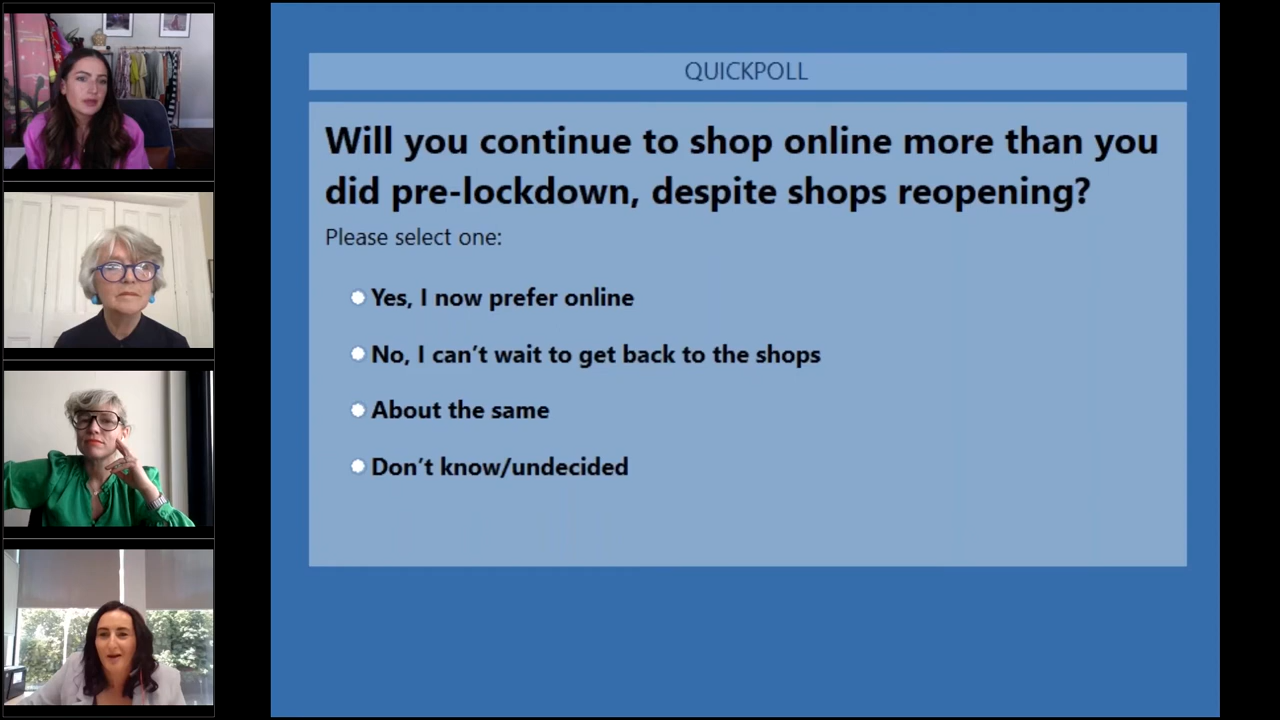 QUICKPOLL
Will you continue to shop online more than you
did pre-lockdown, despite shops reopening?
Please select one:
Yes, I now prefer online
No, I can’t wait to get back to the shops
About the same
Don’t know/undecided